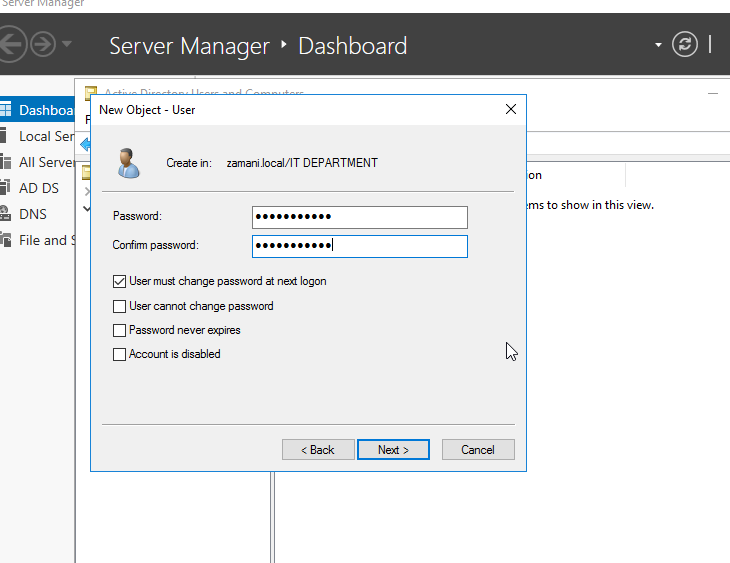 Server Manager
Server Manager ‣ Dashboard
Active Directory Users and Computers
New Object - User
Dashboa
Local Ser
All Server
AD DS
DNS
File and S
Create in: zamani.local/IT DEPARTMENT
on
ms to show in this view.
Password: ●●●●●●●●●●●
Confirm password: ●●●●●●●●●●●
User must change password at next logon
User cannot change password
Password never expires
Account is disabled
< Back Next > Cancel